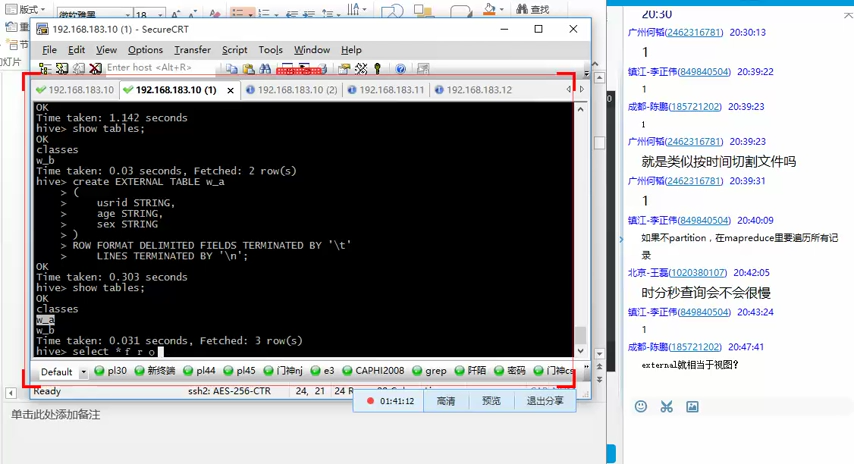 版式
微软雅黑
查找
节
灯片
192.168.183.10 (1) - SecureCRT
File Edit View Options Transfer Script Tools Window Help
Enter host <Alt+R>
192.168.183.10
192.168.183.10 (1)
192.168.183.10 (2)
192.168.183.11
192.168.183.12
OK
Time taken: 1.142 seconds
hive> show tables;
OK
classes
w_b
Time taken: 0.03 seconds, Fetched: 2 row(s)
hive> create EXTERNAL TABLE w_a
    > (
    >     usrid STRING,
    >     age STRING,
    >     sex STRING
    > )
    > ROW FORMAT DELIMITED FIELDS TERMINATED BY '\t'
    >     LINES TERMINATED BY '\n';
OK
Time taken: 0.303 seconds
hive> show tables;
OK
classes
w_a
w_b
Time taken: 0.031 seconds, Fetched: 3 row(s)
hive> select * f r o
Default pl30 新终端 pl44 pl45 门神nj e3 CAPHI2008 grep 阡陌 密码 门神cs
Ready ssh2: AES-256-CTR 24, 21
01:41:12 高清 预览 退出分享
单击此处添加备注
20:30
广州何韬(2462316781) 20:30:13
1
镇江-李正伟(849840504) 20:39:22
1
成都-陈鹏(185721202) 20:39:23
1
广州何韬(2462316781) 20:39:23
就是类似按时间切割文件吗
广州何韬(2462316781) 20:39:31
1
镇江-李正伟(849840504) 20:40:09
如果不partition，在mapreduce里要遍历所有记
录
北京-王磊(1020380107) 20:42:05
时分秒查询会不会很慢
镇江-李正伟(849840504) 20:43:24
1
成都-陈鹏(185721202) 20:47:41
external就相当于视图?